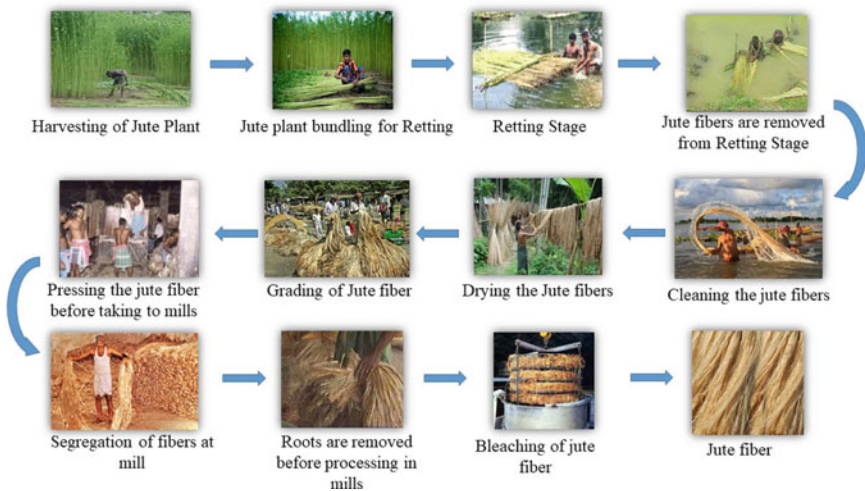 Harvesting of Jute Plant
Jute plant bundling for Retting
Retting Stage
Jute fibers are removed
from Retting Stage
Cleaning the jute fibers
Drying the Jute fibers
Grading of Jute fiber
Pressing the jute fiber
before taking to mills
Segregation of fibers at
mill
Roots are removed
before processing in
mills
Bleaching of jute
fiber
Jute fiber